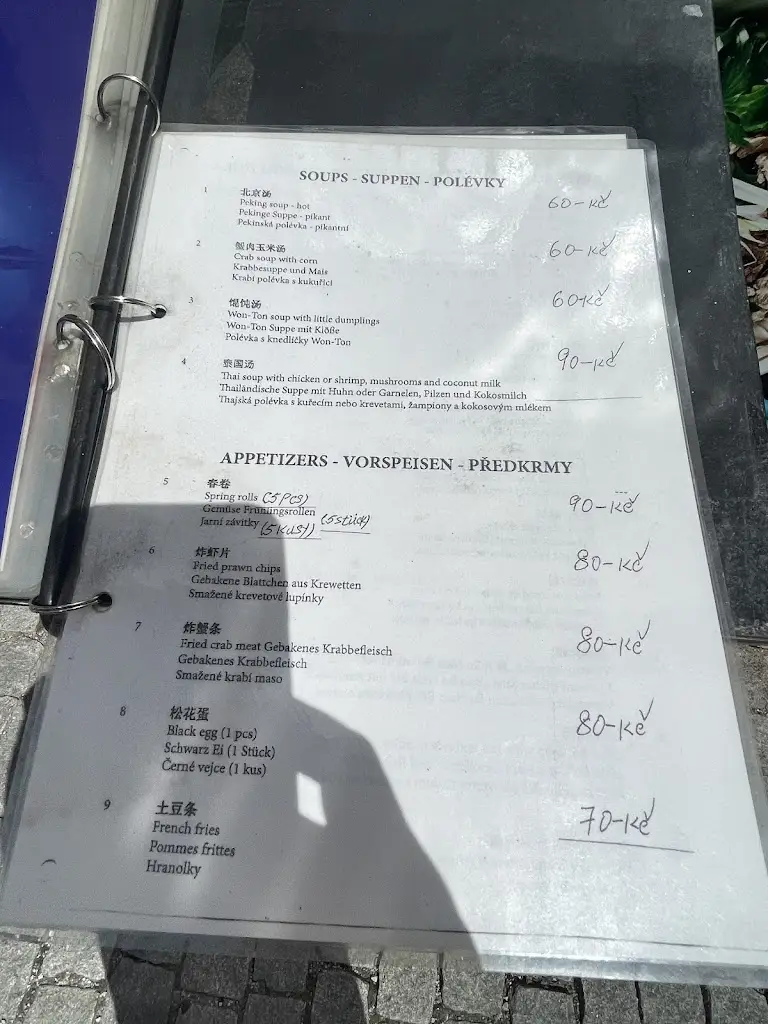 SOUPS - SUPPEN - POLÉVKY
1 北京汤 60-Kč
Peking soup - hot
Pekinge Suppe - pikant
Pekinská polévka - pikantní
2 蟹肉玉米汤 60-Kč
Crab soup with corn
Krabbesuppe und Mais
Krabí polévka s kukuřicí
3 馄饨汤 60Kč
Won-Ton soup with little dumplings
Won-Ton Suppe mit Klöße
Polévka s knedlíčky Won-Ton
4 泰国汤 90-Kč
Thai soup with chicken or shrimp, mushrooms and coconut milk
Thailändische Suppe mit Huhn oder Garnelen, Pilzen und Kokosmilch
Thajská polévka s kuřecím nebo krevetami, žampiony a kokosovým mlékem
APPETIZERS - VORSPEISEN - PŘEDKRMY
5 春卷 90-Kč
Spring rolls (5Pcs)
Gemüse Frühlingsrollen (5stück)
Jarní závitky (5Kusů)
6 炸虾片 80-Kč
Fried prawn chips
Gebakene Blattchen aus Krewetten
Smažené krevetové lupínky
7 炸蟹条 80-Kč
Fried crab meat Gebakenes Krabbefleisch
Gebakenes Krabbefleisch
Smažené krabí maso
8 松花蛋 80-Kč
Black egg (1 pcs)
Schwarz Ei (1 Stück)
Černé vejce (1 kus)
9 土豆条 70-Kč
French fries
Pommes frittes
Hranolky